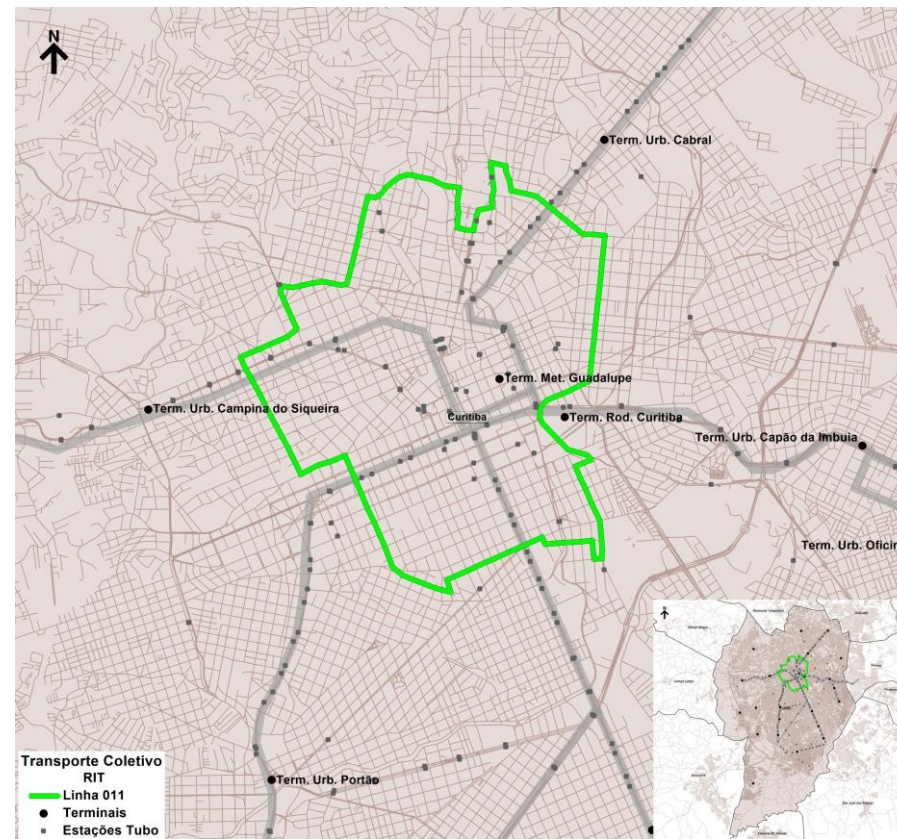 N
Term. Urb. Cabral
Term. Met. Guadalupe
Term. Urb. Campina do Siqueira
Curitiba
Term. Rod. Curitiba
Term. Urb. Capão da Imbuia
Term. Urb. Oficin
Term. Urb. Portão
Transporte Coletivo
RIT
Linha 011
Terminais
Estações Tubo
N